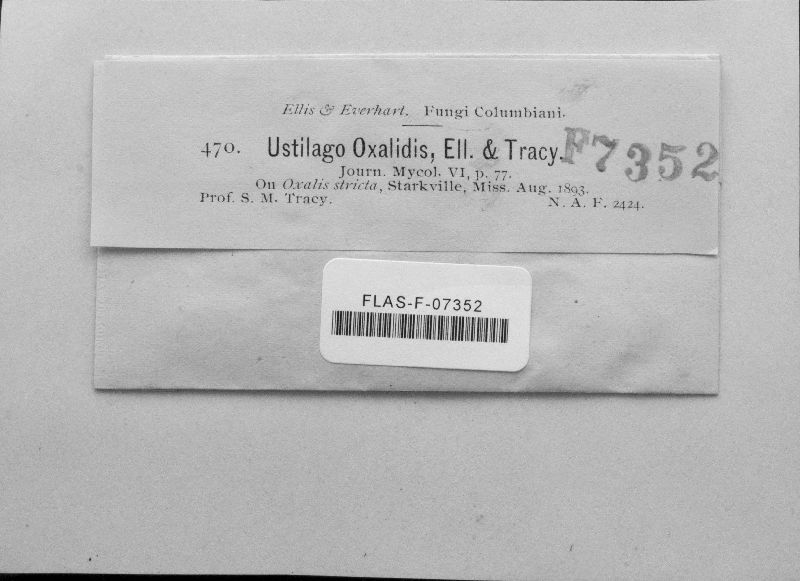 Ellis & Everhart. Fungi Columbiani.
470. Ustilago Oxalidis, Ell. & Tracy.
F7352
Journ. Mycol. VI, p. 77.
On Oxalis stricta, Starkville, Miss. Aug. 1893.
Prof. S. M. Tracy. N. A. F. 2424.
FLAS-F-07352